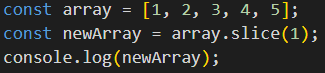 const array = [1, 2, 3, 4, 5];
const newArray = array.slice(1);
console.log(newArray);